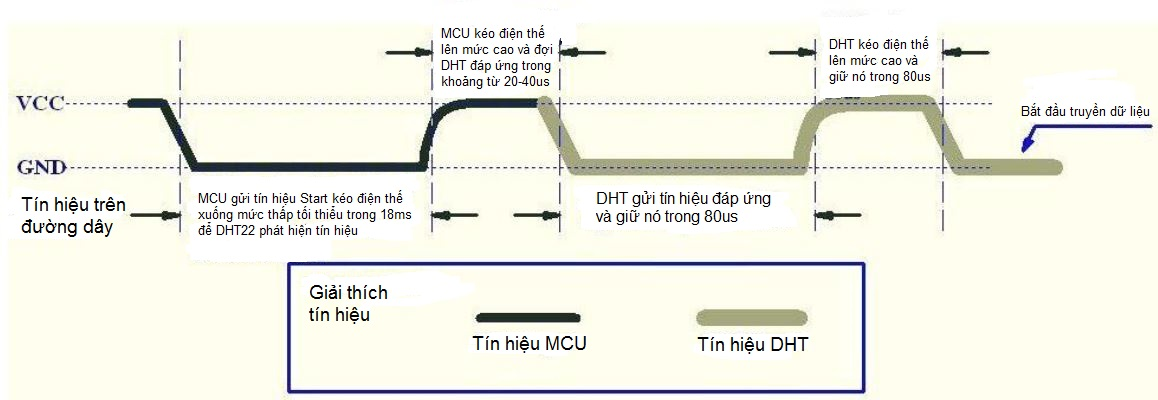 MCU kéo điện thế
lên mức cao và đợi
DHT đáp ứng trong
khoảng từ 20-40us
DHT kéo điện thế
lên mức cao và
giữ nó trong 80us
VCC
Bắt đầu truyền dữ liệu
GND
Tín hiệu trên
đường dây
MCU gửi tín hiệu Start kéo điện thế
xuống mức thấp tối thiểu trong 18ms
để DHT22 phát hiện tín hiệu
DHT gửi tín hiệu đáp ứng
và giữ nó trong 80us
Giải thích
tín hiệu
Tín hiệu MCU
Tín hiệu DHT